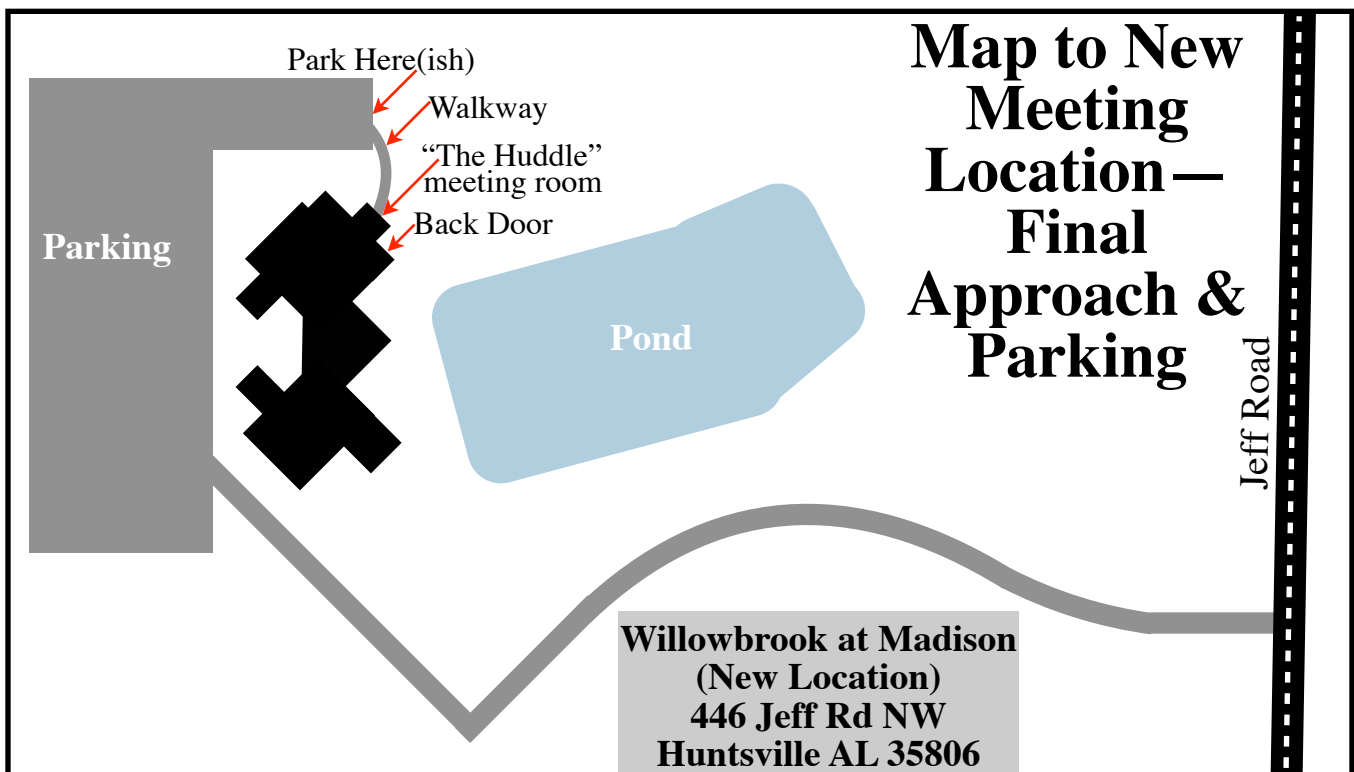 Map to New
Meeting
Location—
Final
Approach &
Parking
Park Here(ish)
Walkway
“The Huddle”
meeting room
Back Door
Parking
Pond
Jeff Road
Willowbrook at Madison
(New Location)
446 Jeff Rd NW
Huntsville AL 35806